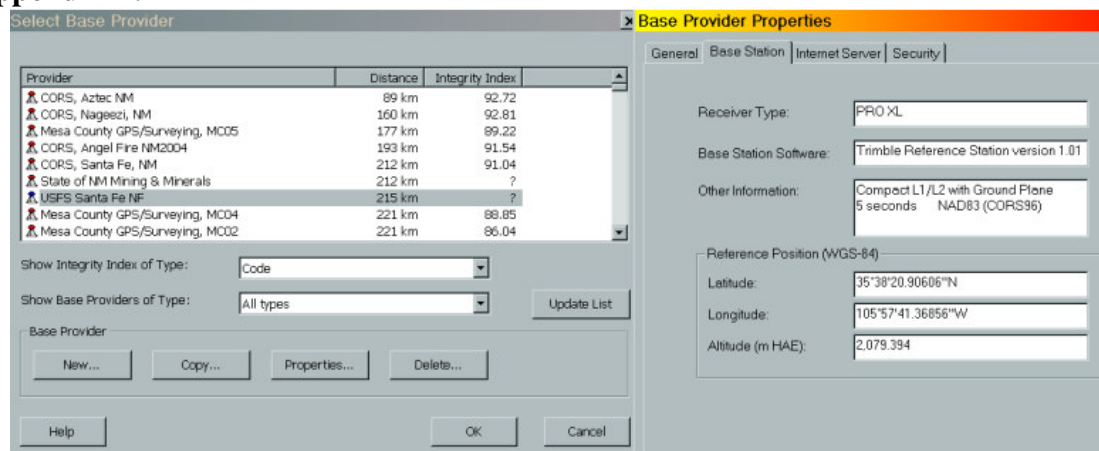 Select Base Provider
Provider Distance Integrity Index
CORS, Aztec NM 89 km 92.72
CORS, Nageezi, NM 160 km 92.81
Mesa County GPS/Surveying, MC05 177 km 89.22
CORS, Angel Fire NM2004 193 km 91.54
CORS, Santa Fe, NM 212 km 91.04
State of NM Mining & Minerals 212 km ?
USFS Santa Fe NF 215 km ?
Mesa County GPS/Surveying, MC04 221 km 88.85
Mesa County GPS/Surveying, MC02 221 km 86.04
Show Integrity Index of Type: Code
Show Base Providers of Type: All types
Update List
Base Provider
New... Copy... Properties... Delete...
Help OK Cancel
Base Provider Properties
General Base Station Internet Server Security
Receiver Type: PRO XL
Base Station Software: Trimble Reference Station version 1.01
Other Information: Compact L1/L2 with Ground Plane
5 seconds NAD83 (CORS96)
Reference Position (WGS-84)
Latitude: 35°38'20.90606"N
Longitude: 105°57'41.36856"W
Altitude (m HAE): 2,079.394